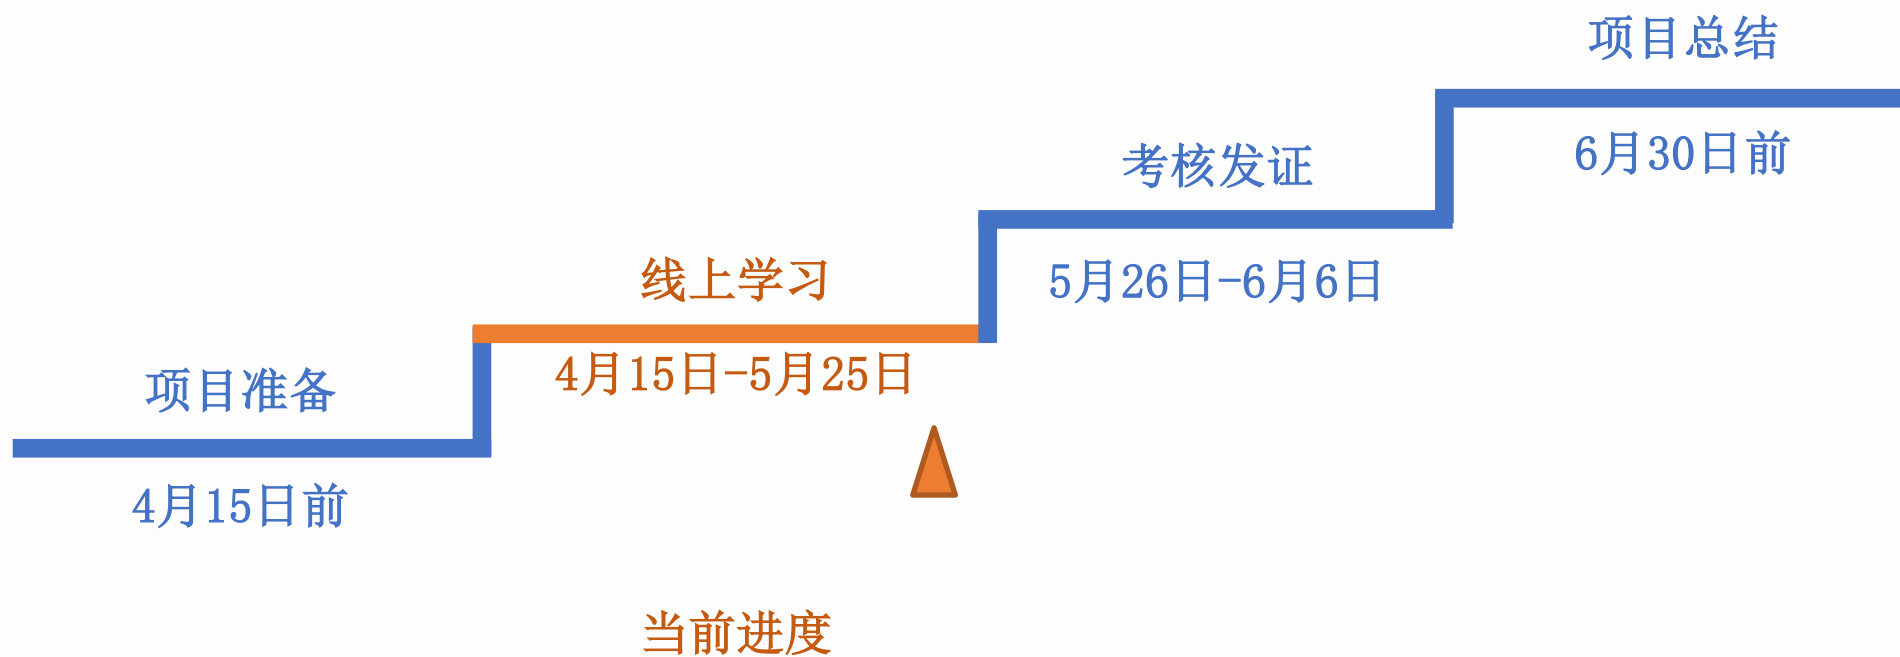 项目总结
6月30日前
考核发证
5月26日-6月6日
线上学习
4月15日-5月25日
项目准备
4月15日前
当前进度